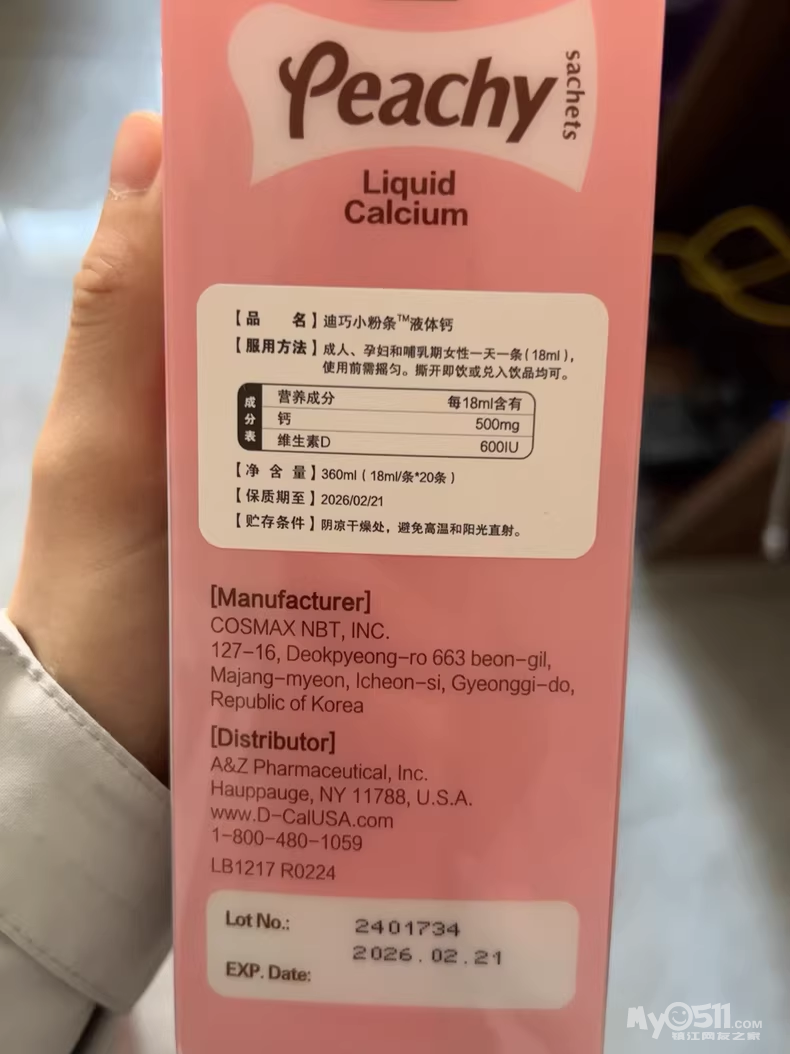 Peachy sachets
Liquid
Calcium
【品 名】迪巧小粉条™液体钙
【服用方法】成人、孕妇和哺乳期女性一天一条(18ml),
使用前需摇匀。撕开即饮或兑入饮品均可。
成分表
营养成分 每18ml含有
钙 500mg
维生素D 600IU
【净 含 量】360ml(18ml/条*20条)
【保质期至】2026/02/21
【贮存条件】阴凉干燥处,避免高温和阳光直射。
[Manufacturer]
COSMAX NBT, INC.
127-16, Deokpyeong-ro 663 beon-gil,
Majang-myeon, Icheon-si, Gyeonggi-do,
Republic of Korea
[Distributor]
A&Z Pharmaceutical, Inc.
Hauppauge, NY 11788, U.S.A.
www.D-CalUSA.com
1-800-480-1059
LB1217 R0224
Lot No.: 2401734
2026.02.21
EXP. Date:
My0511.COM
镇江网友之家